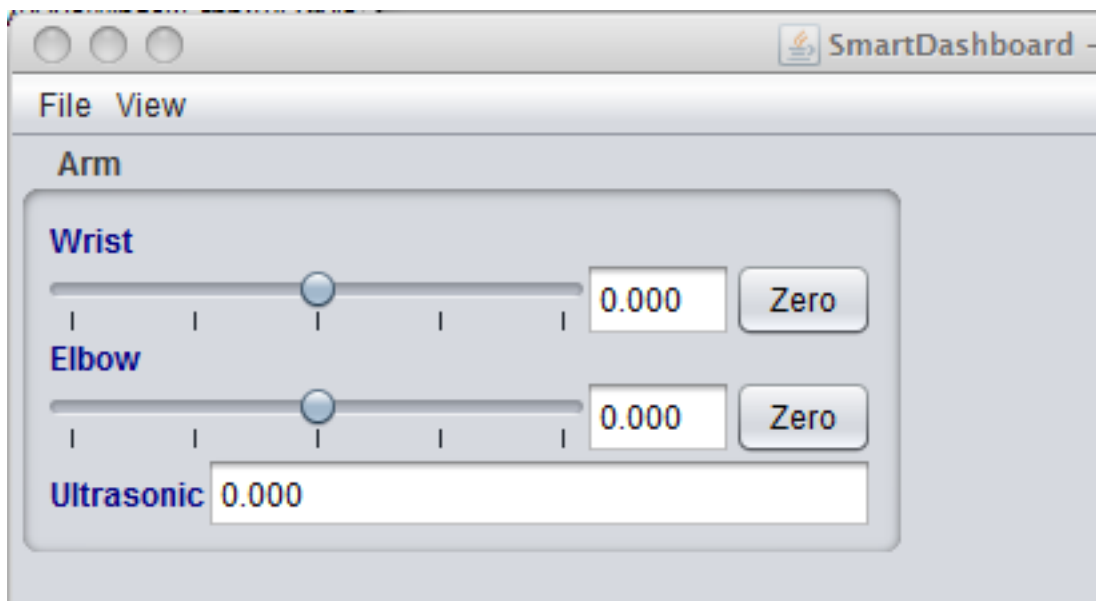 SmartDashboard -
File View
Arm
Wrist
0.000 Zero
Elbow
0.000 Zero
Ultrasonic 0.000